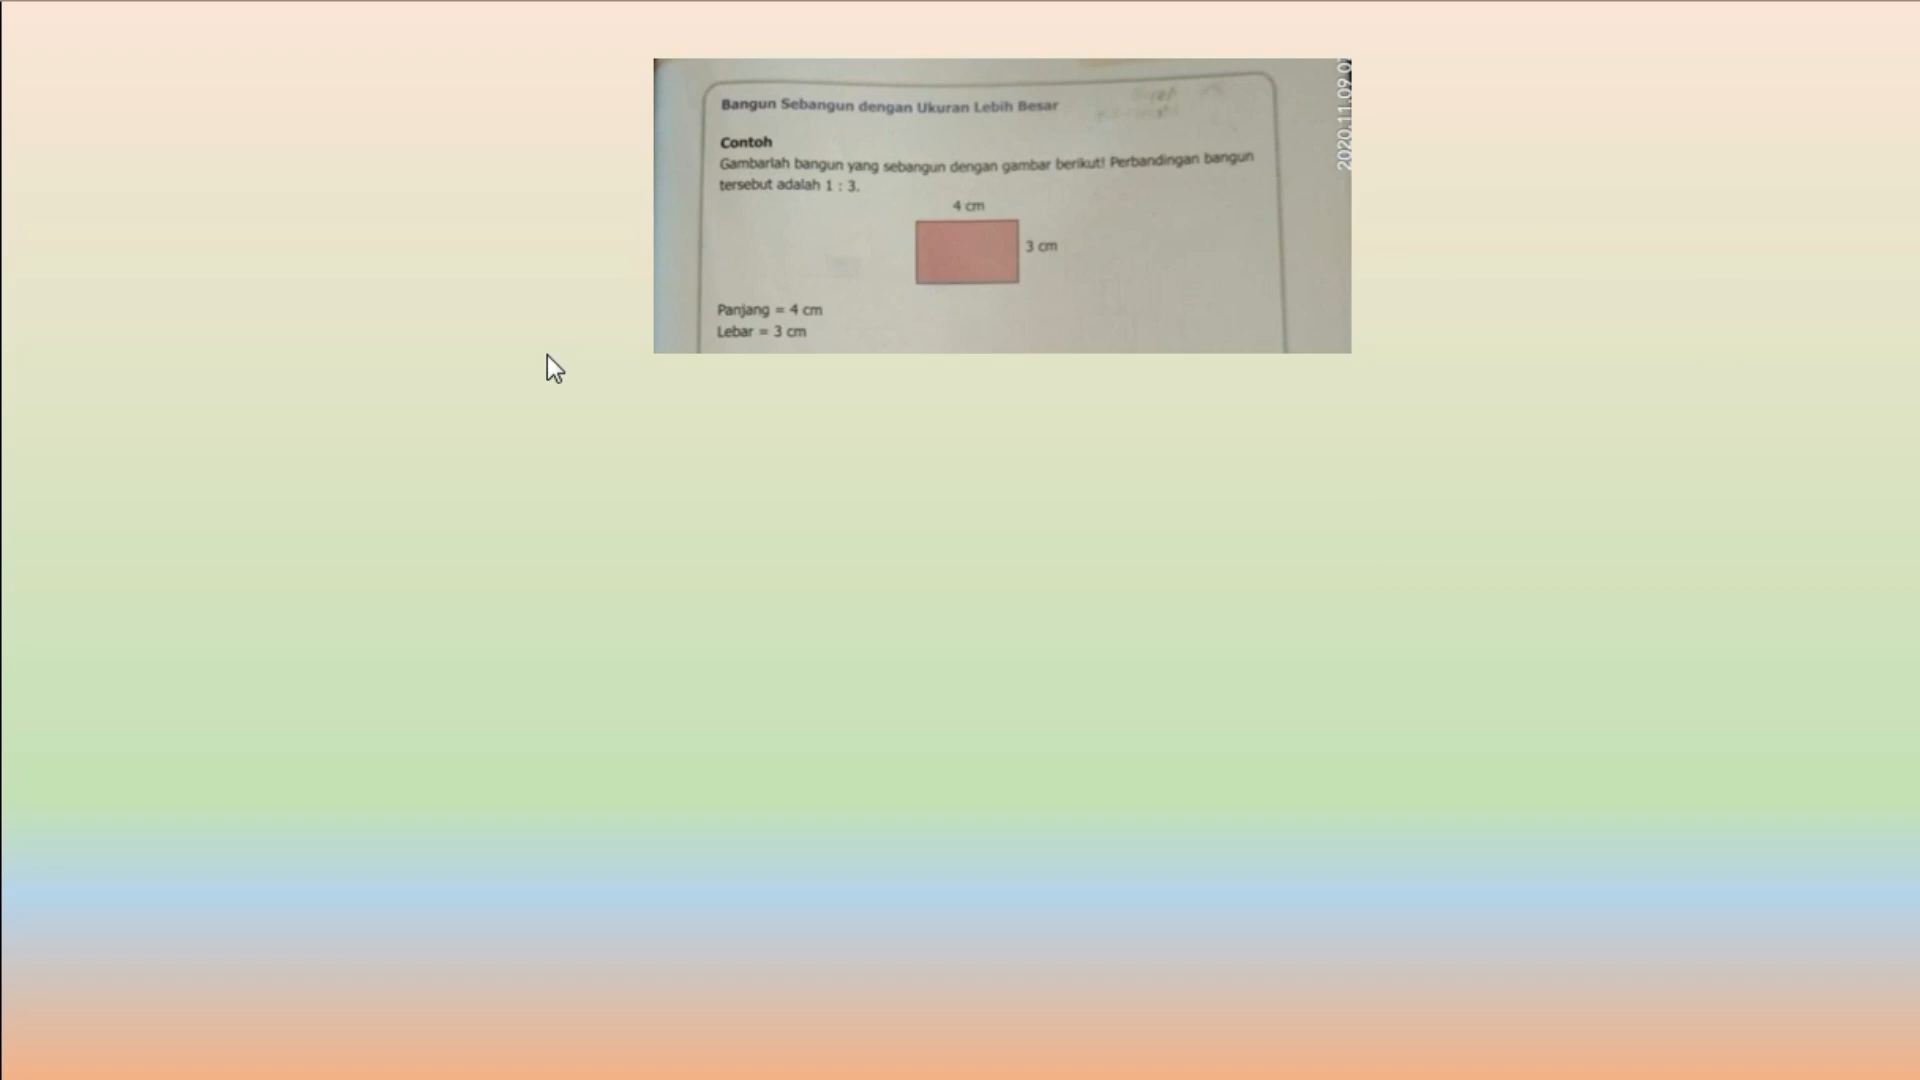 Bangun Sebangun dengan Ukuran Lebih Besar
Contoh
Gambarlah bangun yang sebangun dengan gambar berikut! Perbandingan bangun
tersebut adalah 1 : 3.
4 cm
3 cm
Panjang = 4 cm
Lebar = 3 cm
2020.11.09